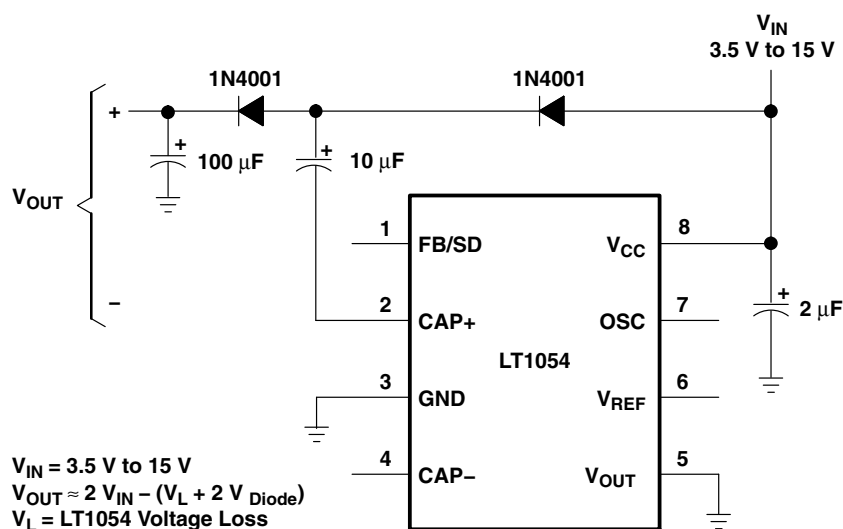 V_IN
3.5 V to 15 V
1N4001
1N4001
+
+
100 μF
+
10 μF
V_OUT
−
1
FB/SD
V_CC
8
+
2 μF
2
CAP+
OSC
7
LT1054
3
GND
V_REF
6
4
CAP−
V_OUT
5
V_IN = 3.5 V to 15 V
V_OUT ≈ 2 V_IN − (V_L + 2 V_Diode)
V_L = LT1054 Voltage Loss